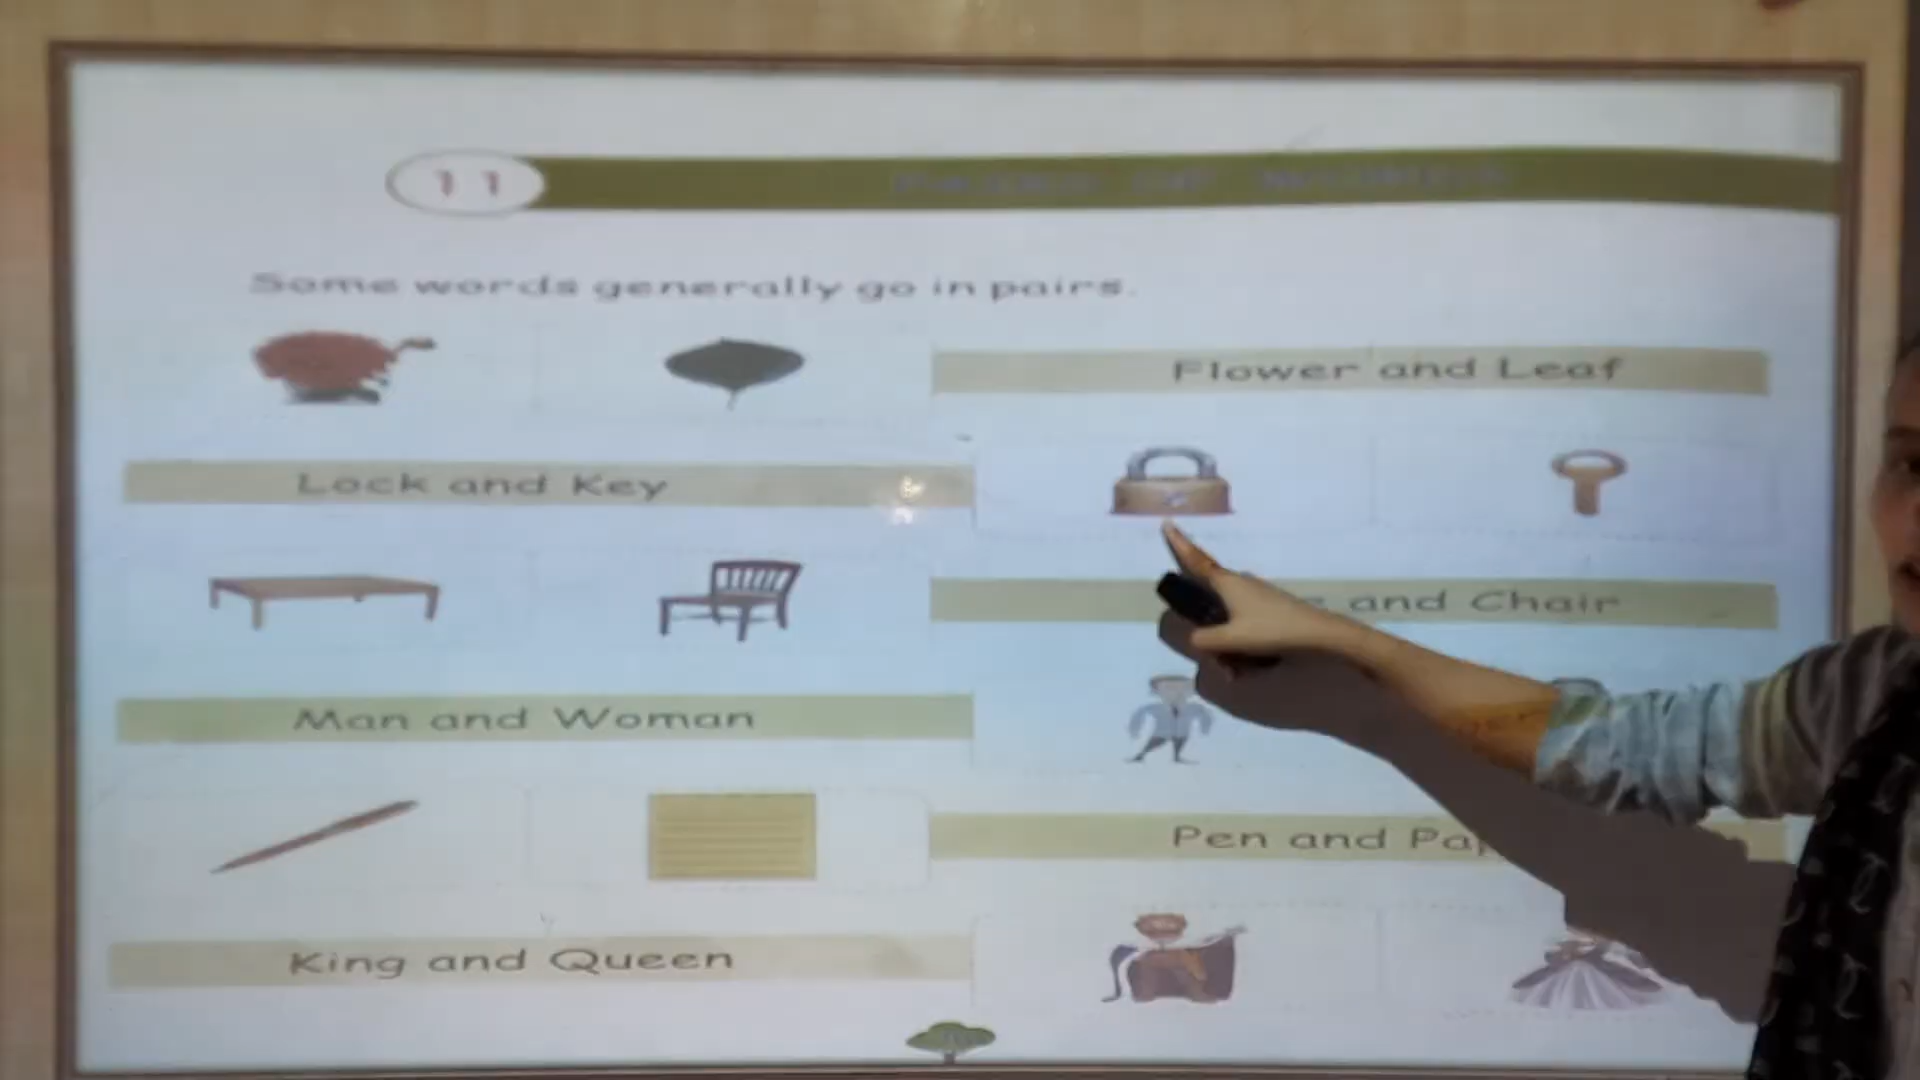 11
Some words generally go in pairs.
Flower and Leaf
Lock and Key
and Chair
Man and Woman
Pen and
King and Queen